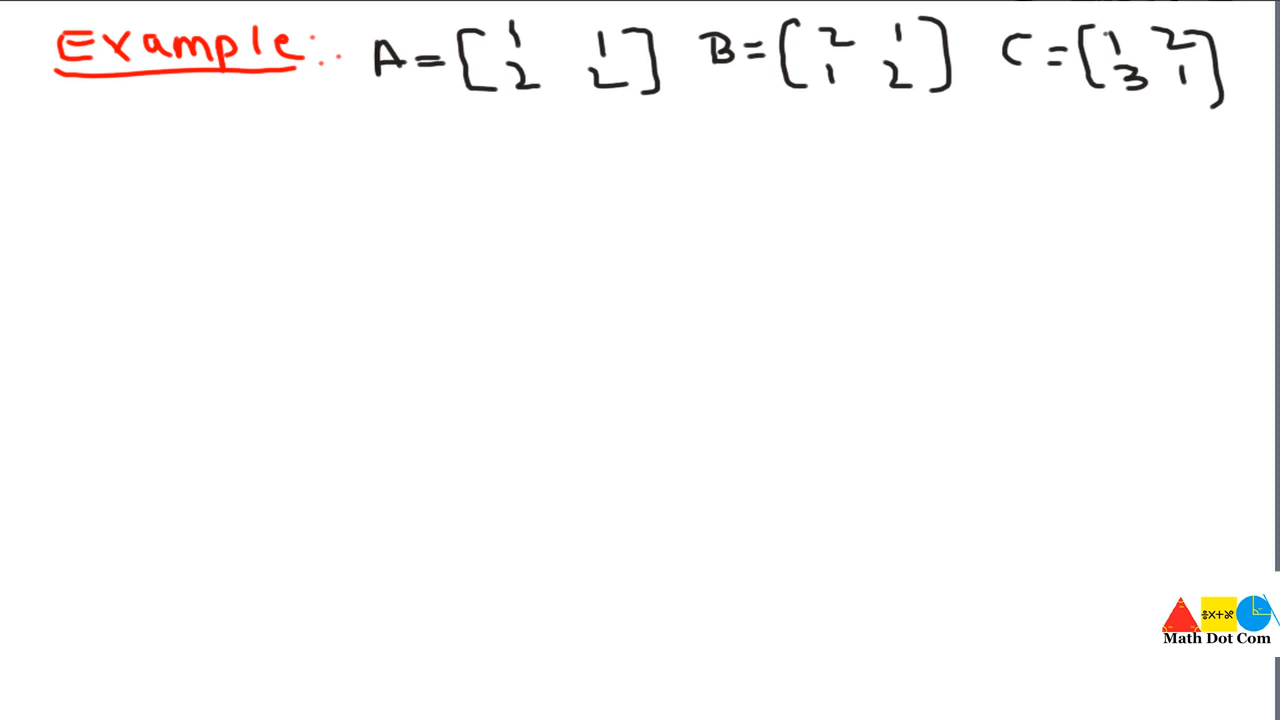 Example:. A = [1 1 B = [2 1 C = [1 2
2 2] 1 2] 3 1]
÷X+א
Math Dot Com